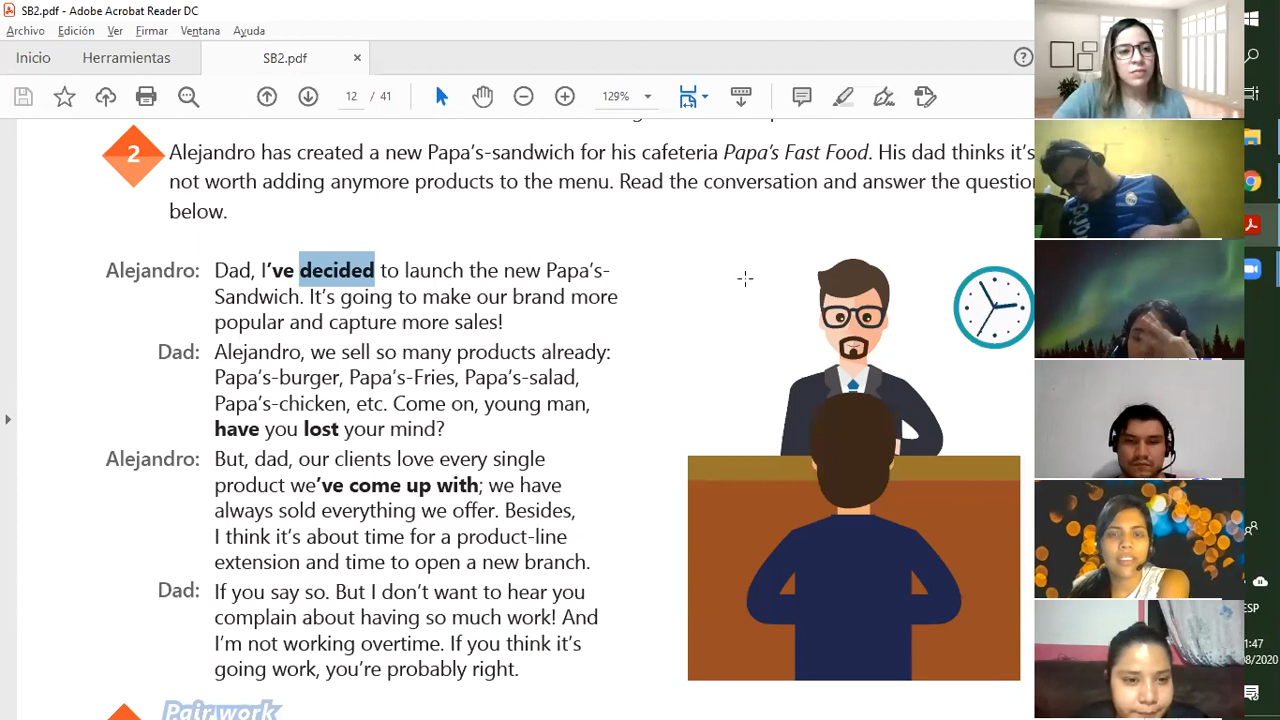 SB2.pdf - Adobe Acrobat Reader DC
Archivo Edición Ver Firmar Ventana Ayuda
Inicio Herramientas SB2.pdf ×
12 / 41 129%
2 Alejandro has created a new Papa's-sandwich for his cafeteria Papa's Fast Food. His dad thinks it's
not worth adding anymore products to the menu. Read the conversation and answer the
below.
Alejandro: Dad, I've decided to launch the new Papa's-
Sandwich. It's going to make our brand more
popular and capture more sales!
Dad: Alejandro, we sell so many products already:
Papa's-burger, Papa's-Fries, Papa's-salad,
Papa's-chicken, etc. Come on, young man,
have you lost your mind?
Alejandro: But, dad, our clients love every single
product we've come up with; we have
always sold everything we offer. Besides,
I think it's about time for a product-line
extension and time to open a new branch.
Dad: If you say so. But I don't want to hear you
complain about having so much work! And
I'm not working overtime. If you think it's
going work, you're probably right.
Pair work
ESP
1:47
08/2020